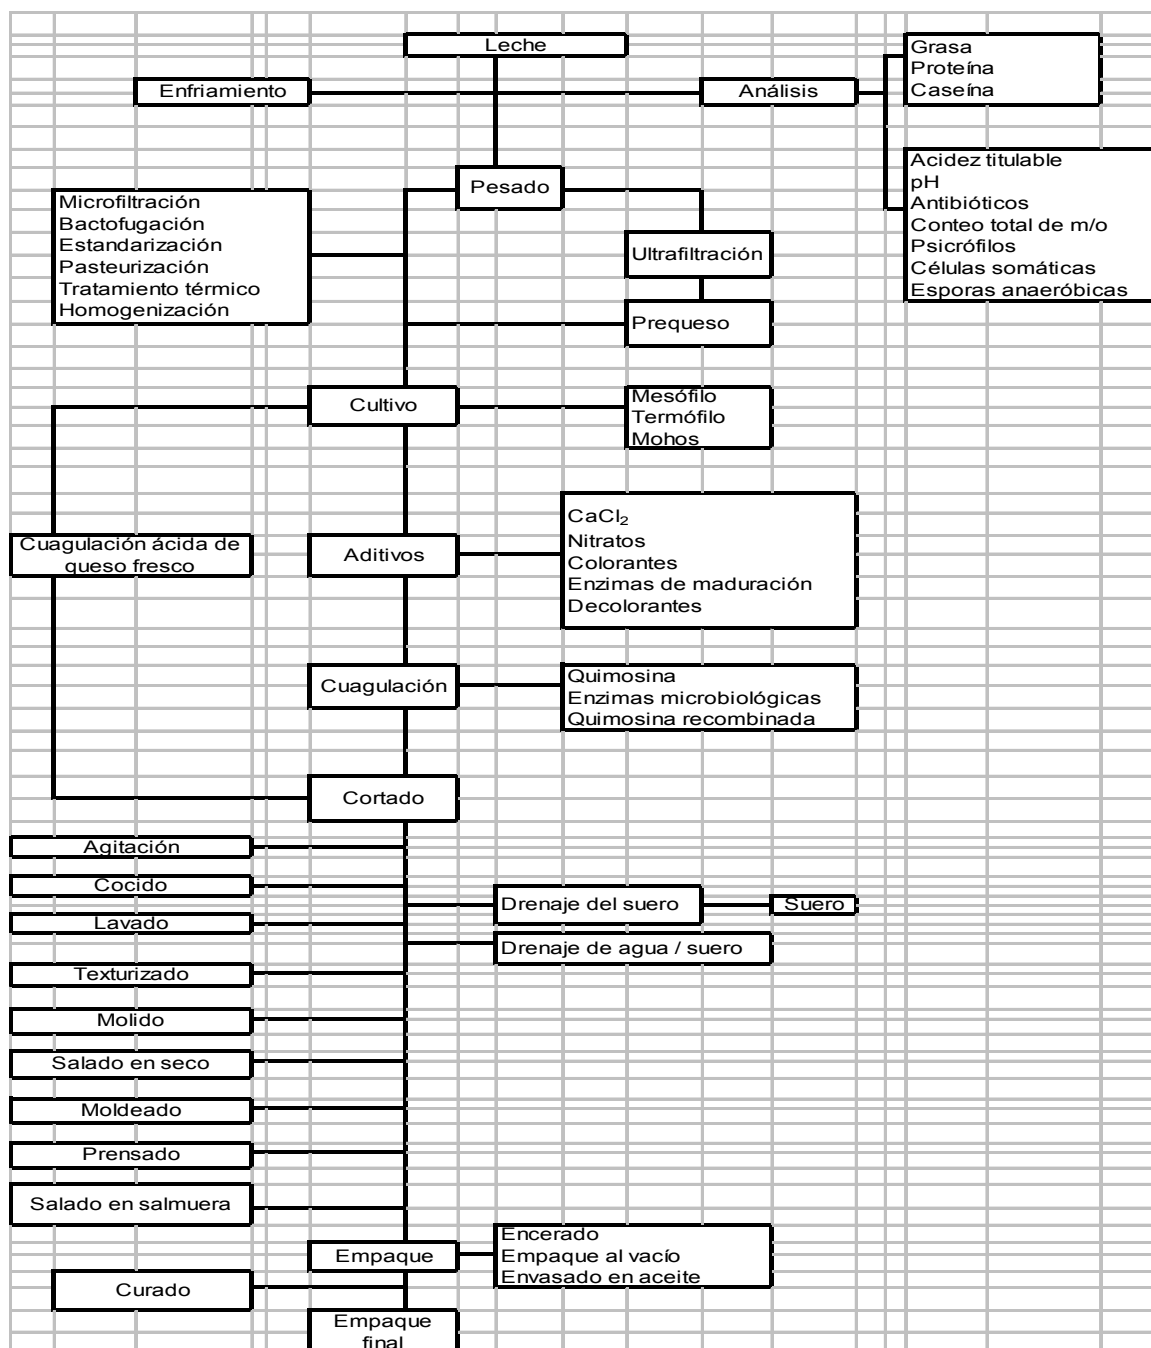 Leche
Grasa
Proteína
Caseína
Enfriamiento
Análisis
Acidez titulable
pH
Antibióticos
Conteo total de m/o
Psicrófilos
Células somáticas
Esporas anaeróbicas
Pesado
Microfiltración
Bactofugación
Estandarización
Pasteurización
Tratamiento térmico
Homogenización
Ultrafiltración
Prequeso
Cultivo
Mesófilo
Termófilo
Mohos
Cuagulación ácida de
queso fresco
Aditivos
CaCl₂
Nitratos
Colorantes
Enzimas de maduración
Decolorantes
Cuagulación
Quimosina
Enzimas microbiológicas
Quimosina recombinada
Cortado
Agitación
Cocido
Drenaje del suero
Suero
Lavado
Drenaje de agua / suero
Texturizado
Molido
Salado en seco
Moldeado
Prensado
Salado en salmuera
Empaque
Encerado
Empaque al vacío
Envasado en aceite
Curado
Empaque
final